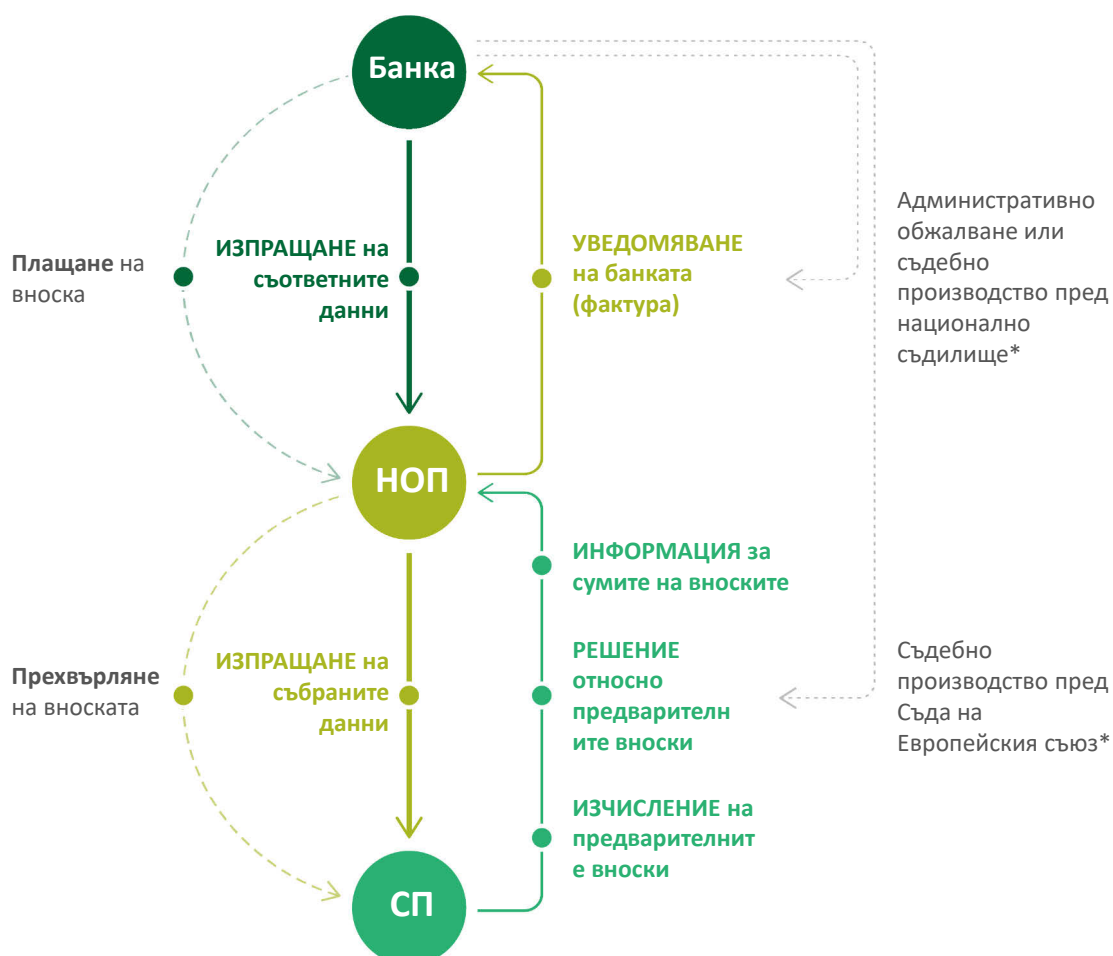 Банка
Плащане на
вноска
ИЗПРАЩАНЕ на
съответните
данни
УВЕДОМЯВАНЕ
на банката
(фактура)
Административно
обжалване или
съдебно
производство пред
национално
съдилище*
НОП
ИНФОРМАЦИЯ за
сумите на вноските
Прехвърляне
на вноската
ИЗПРАЩАНЕ на
събраните
данни
РЕШЕНИЕ
относно
предварителн
ите вноски
Съдебно
производство пред
Съда на
Европейския съюз*
ИЗЧИСЛЕНИЕ на
предварителнит
е вноски
СП